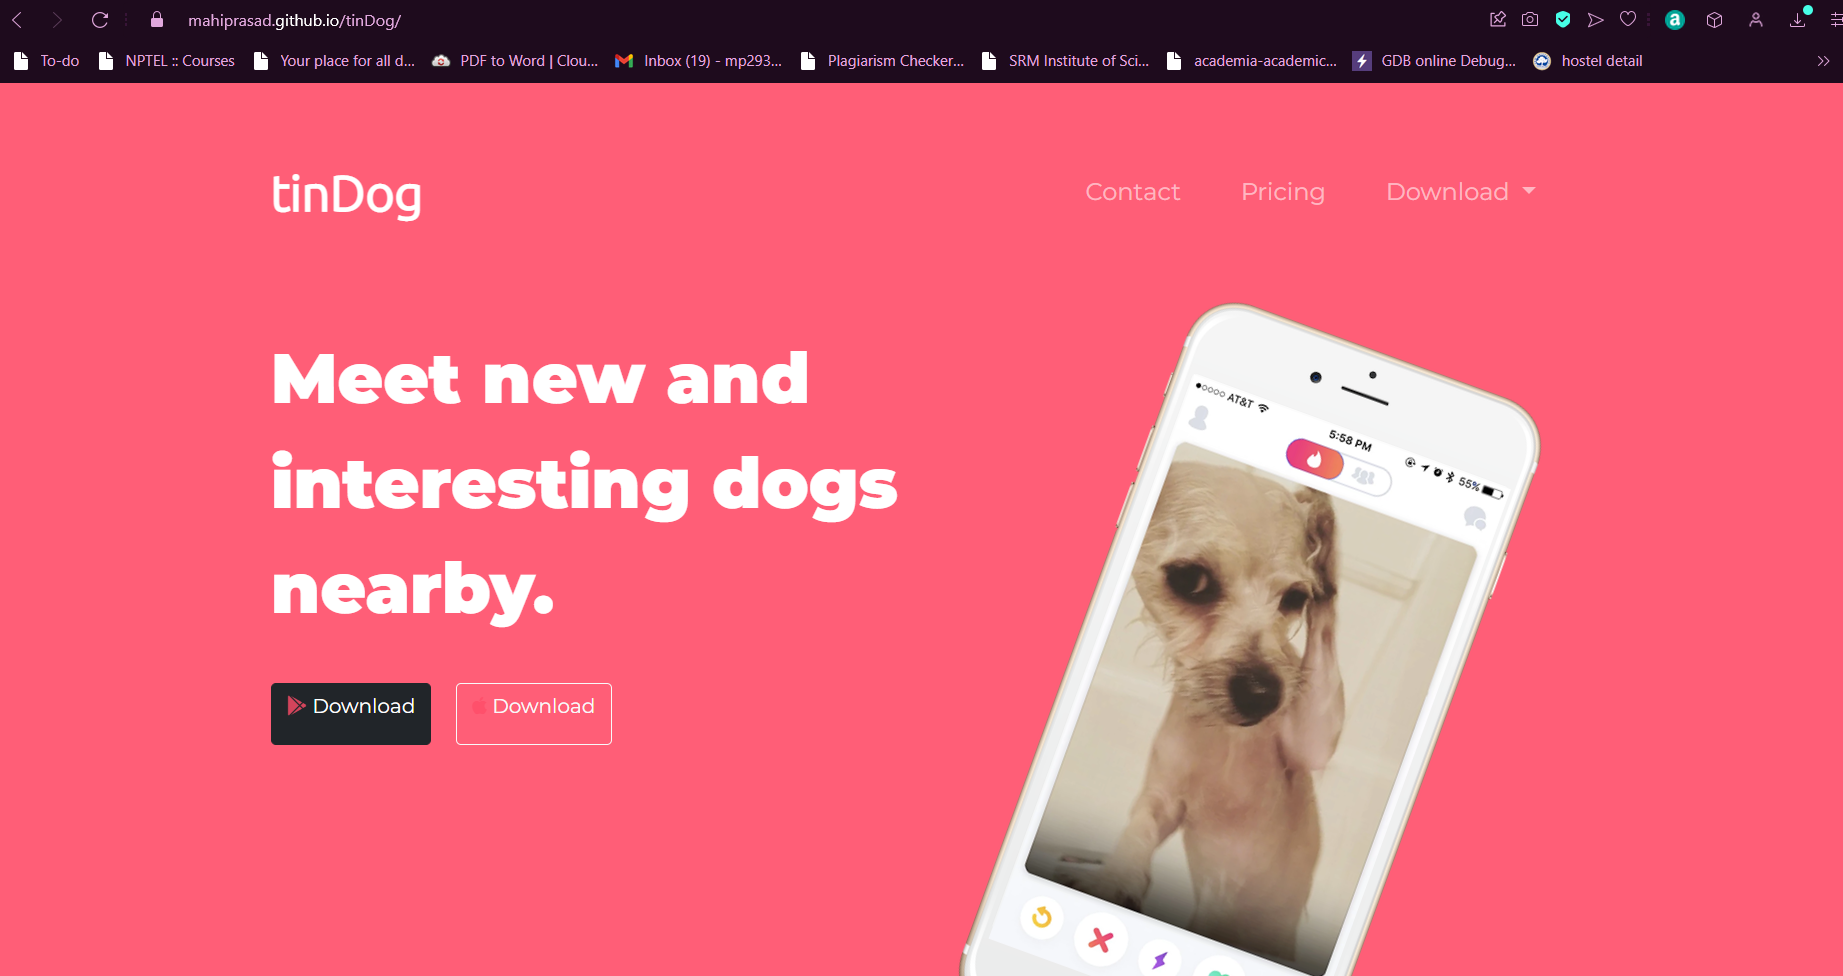 mahiprasad.github.io/tinDog/
To-do NPTEL :: Courses Your place for all d... PDF to Word | Clou... Inbox (19) - mp293... Plagiarism Checker... SRM Institute of Sci... academia-academic... GDB online Debug... hostel detail
tinDog Contact Pricing Download
Meet new and
interesting dogs
nearby.
Download Download
AT&T 5:58 PM 55%